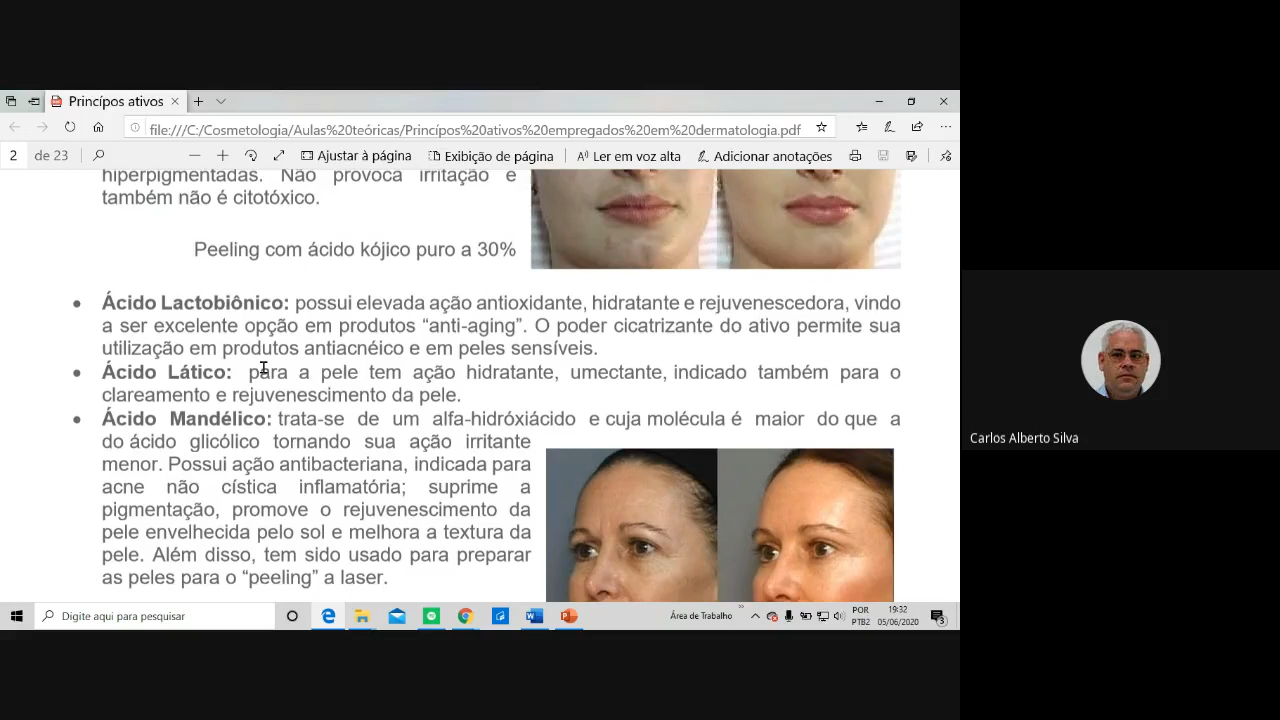 Princípos ativos
file:///C:/Cosmetologia/Aulas%20teóricas/Princípos%20ativos%20empregados%20em%20dermatologia.pdf
2 de 23 Ajustar à página Exibição de página Ler em voz alta Adicionar anotações
hiperpigmentadas. Não provoca irritação e
também não é citotóxico.
Peeling com ácido kójico puro a 30%
• Ácido Lactobiônico: possui elevada ação antioxidante, hidratante e rejuvenescedora, vindo
a ser excelente opção em produtos “anti-aging”. O poder cicatrizante do ativo permite sua
utilização em produtos antiacnéico e em peles sensíveis.
• Ácido Lático: para a pele tem ação hidratante, umectante, indicado também para o
clareamento e rejuvenescimento da pele.
• Ácido Mandélico: trata-se de um alfa-hidróxiácido e cuja molécula é maior do que a
do ácido glicólico tornando sua ação irritante
menor. Possui ação antibacteriana, indicada para
acne não cística inflamatória; suprime a
pigmentação, promove o rejuvenescimento da
pele envelhecida pelo sol e melhora a textura da
pele. Além disso, tem sido usado para preparar
as peles para o “peeling” a laser.
Carlos Alberto Silva
Digite aqui para pesquisar
Área de Trabalho
POR
PTB2
19:32
05/06/2020
3